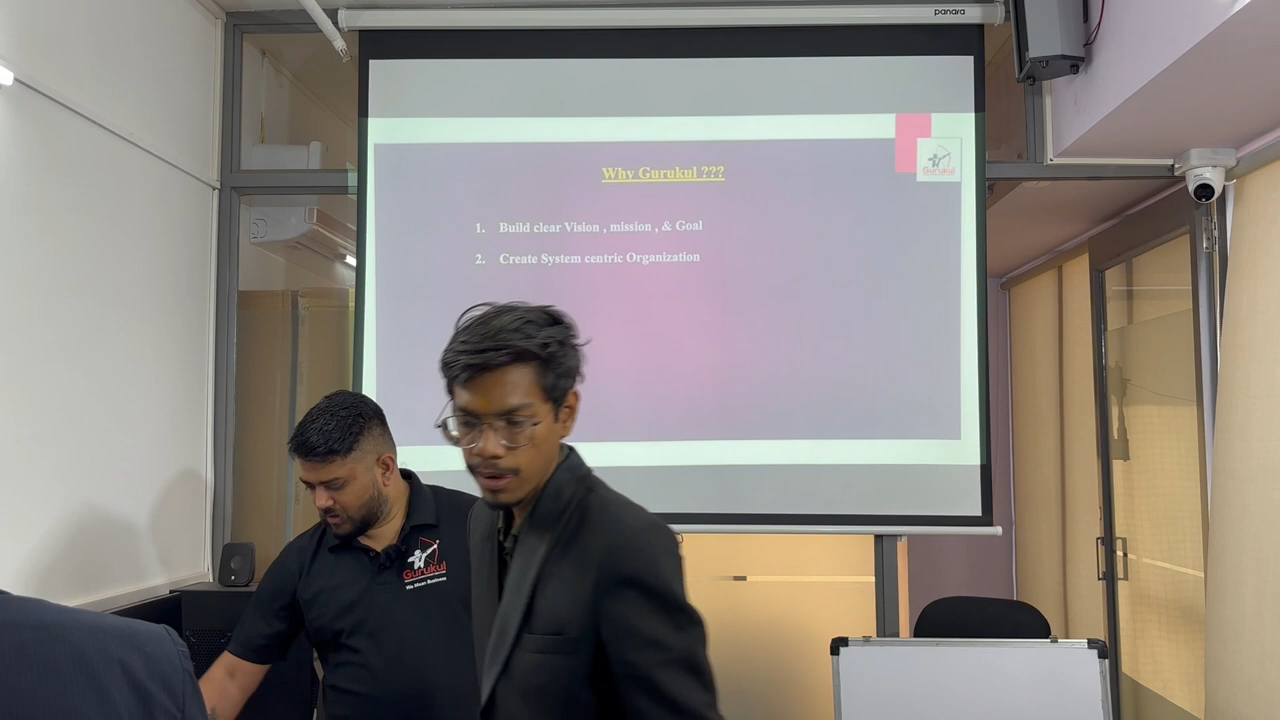 panara
Why Gurukul ???
Gurukul
1. Build clear Vision , mission , & Goal
2. Create System centric Organization
Gurukul
We Mean Business